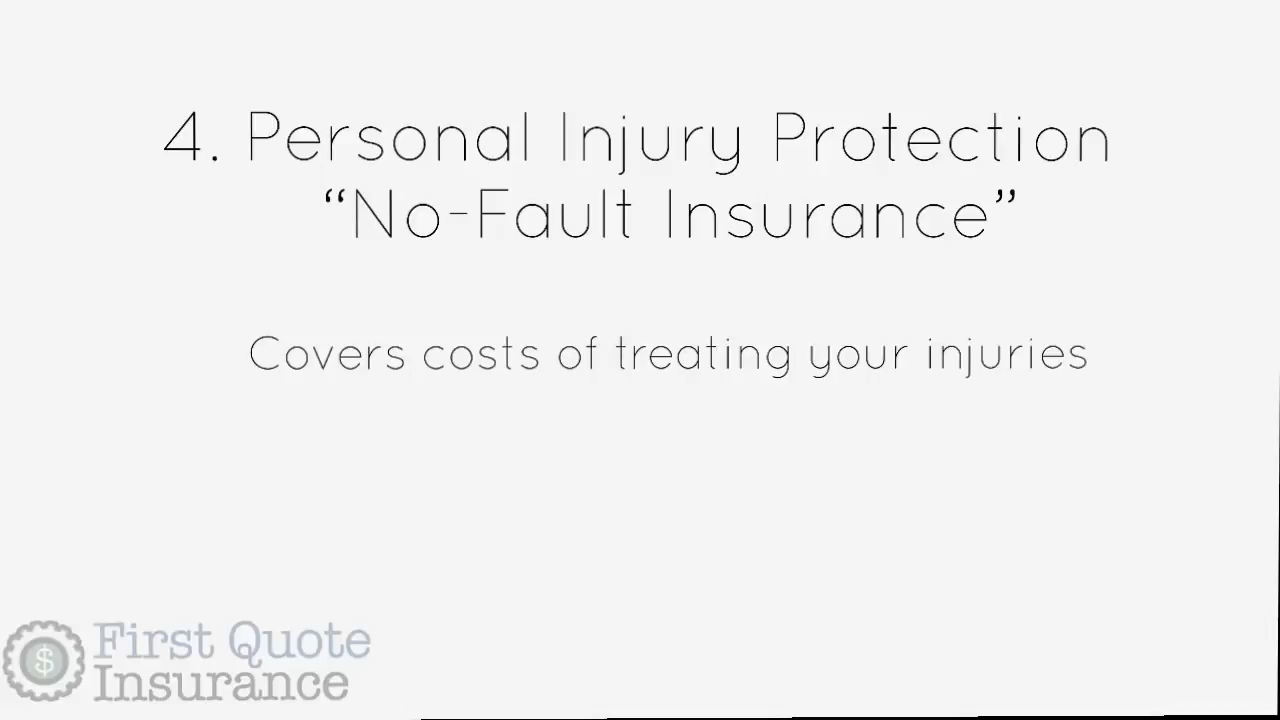 4. Personal Injury Protection
“No-Fault Insurance”
Covers costs of treating your injuries
$
First Quote
Insurance